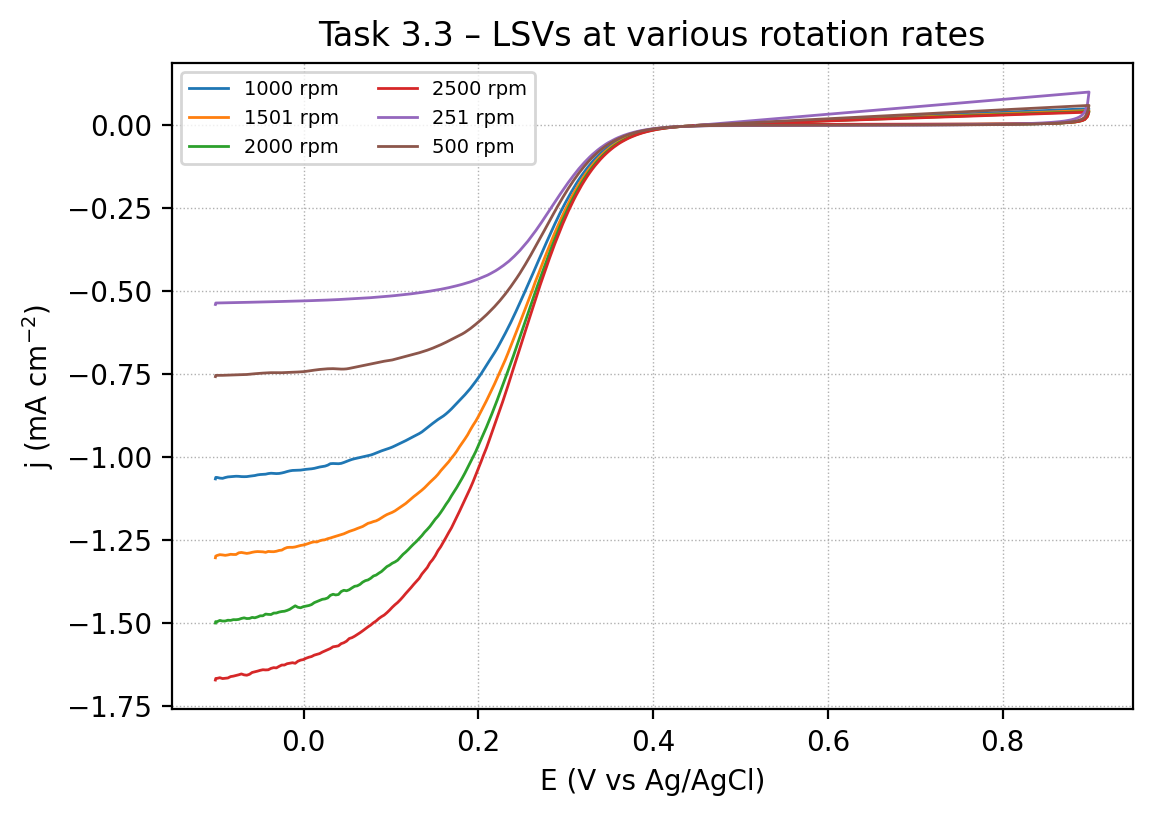 Task 3.3 – LSVs at various rotation rates
1000 rpm
1501 rpm
2000 rpm
2500 rpm
251 rpm
500 rpm
0.00
−0.25
−0.50
−0.75
−1.00
−1.25
−1.50
−1.75
j (mA cm⁻²)
0.0 0.2 0.4 0.6 0.8
E (V vs Ag/AgCl)